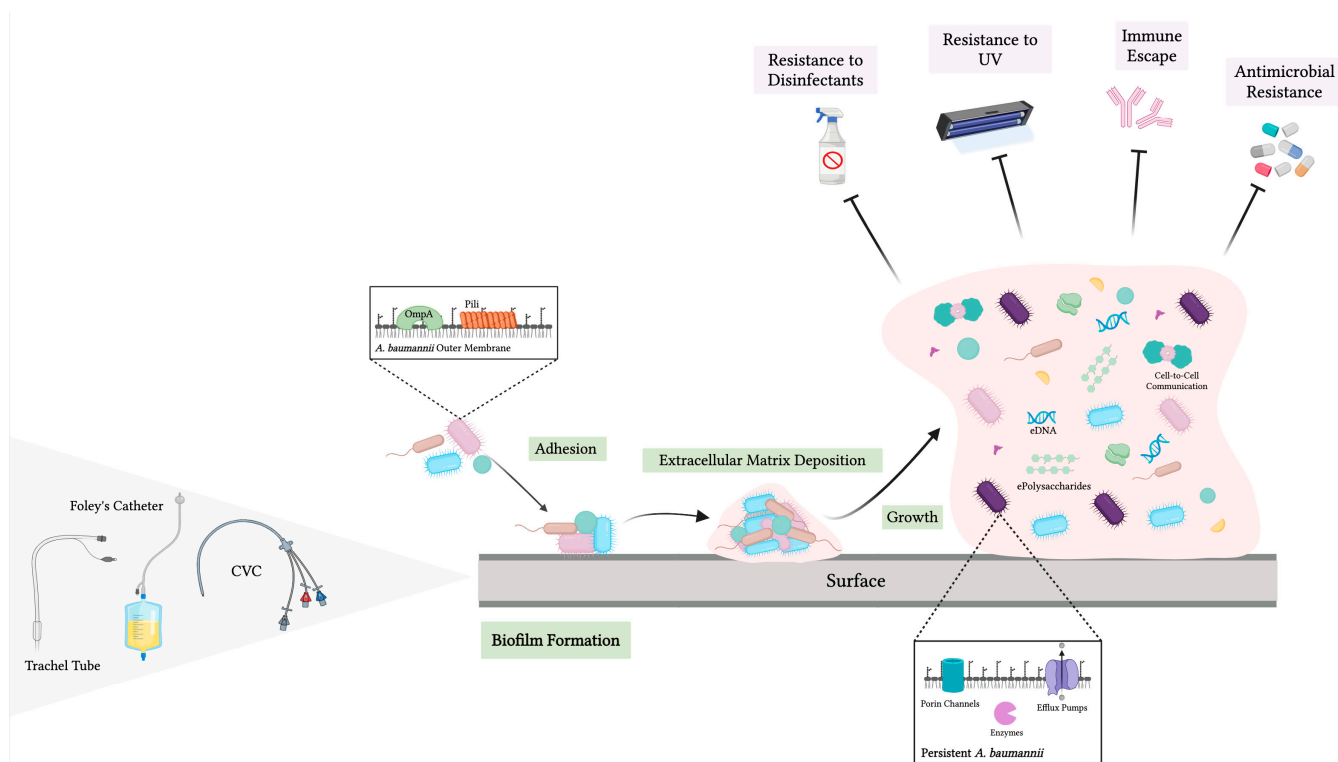 Resistance to
Disinfectants
Resistance to
UV
Immune
Escape
Antimicrobial
Resistance
OmpA
Pili
A. baumannii Outer Membrane
Adhesion
Extracellular Matrix Deposition
Growth
Cell-to-Cell
Communication
eDNA
ePolysaccharides
Foley's Catheter
CVC
Trachel Tube
Surface
Biofilm Formation
Porin Channels
Efflux Pumps
Enzymes
Persistent A. baumannii